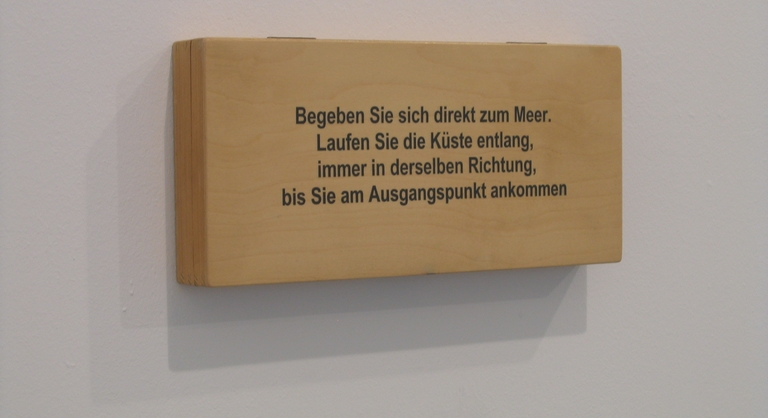 Begeben Sie sich direkt zum Meer.
Laufen Sie die Küste entlang,
immer in derselben Richtung,
bis Sie am Ausgangspunkt ankommen